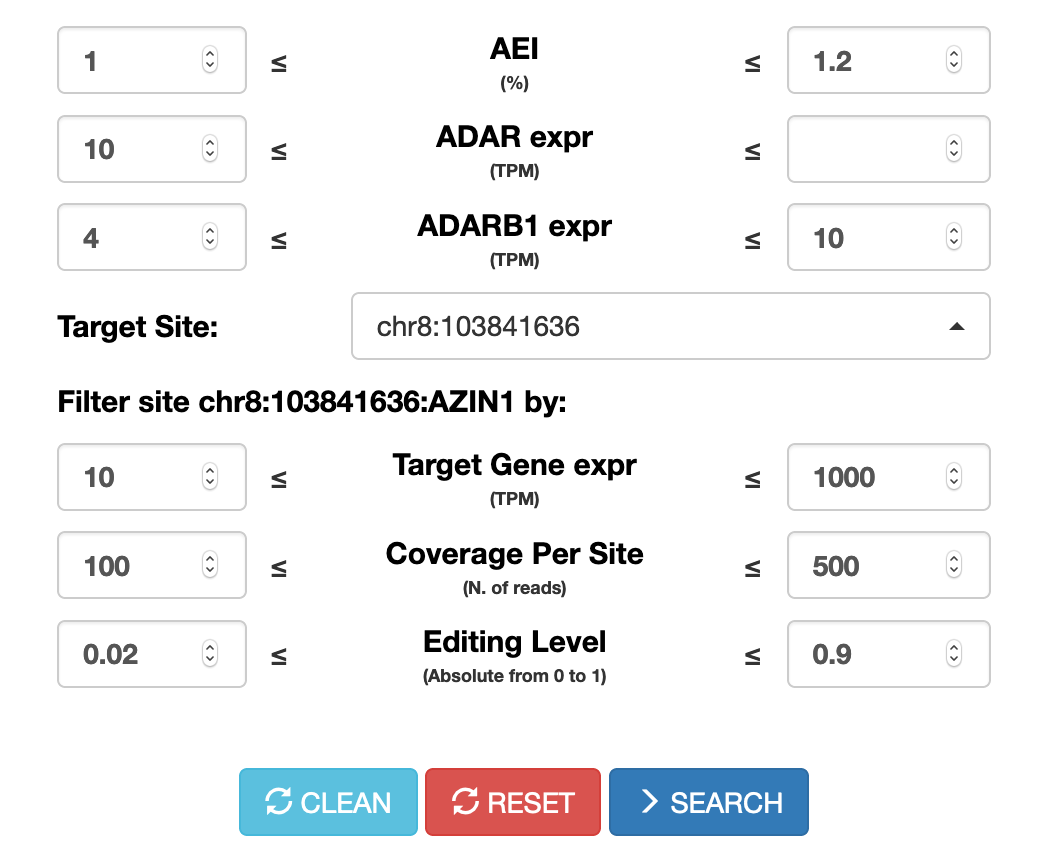 1 ≤ AEI ≤ 1.2
(%)
10 ≤ ADAR expr ≤
(TPM)
4 ≤ ADARB1 expr ≤ 10
(TPM)
Target Site: chr8:103841636
Filter site chr8:103841636:AZIN1 by:
10 ≤ Target Gene expr ≤ 1000
(TPM)
100 ≤ Coverage Per Site ≤ 500
(N. of reads)
0.02 ≤ Editing Level ≤ 0.9
(Absolute from 0 to 1)
CLEAN RESET SEARCH